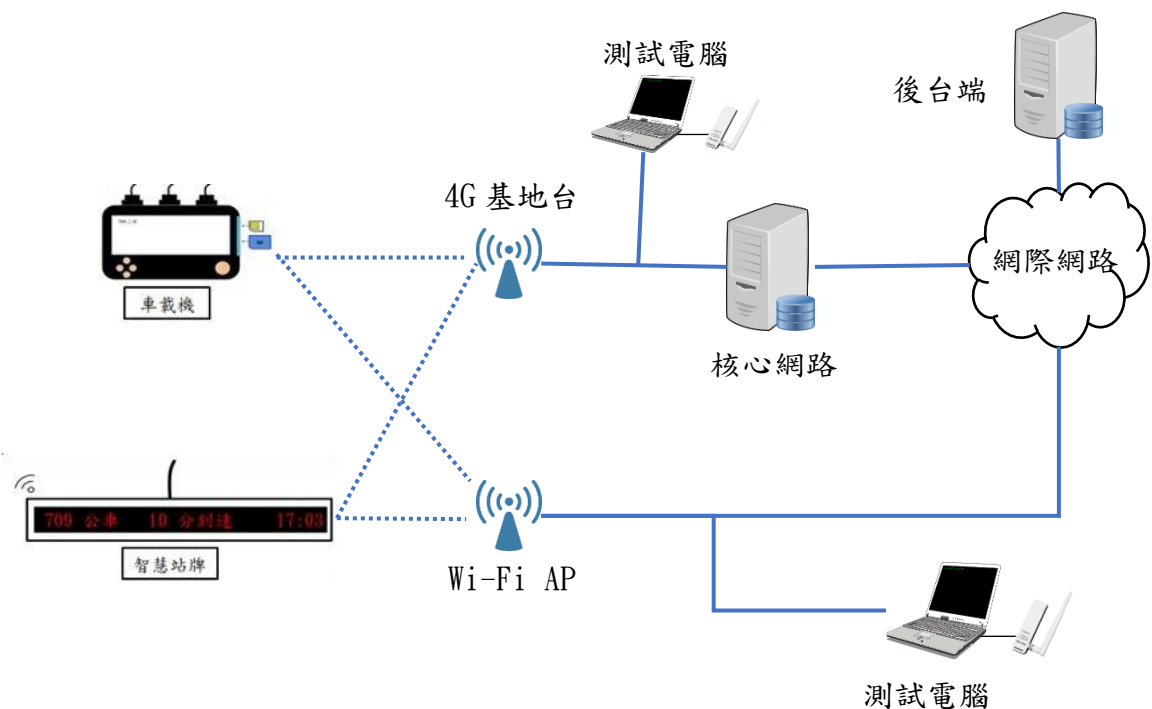 測試電腦
後台端
4G 基地台
網際網路
車載機
核心網路
709 公車 10 分到達 17:03
智慧站牌
Wi-Fi AP
測試電腦